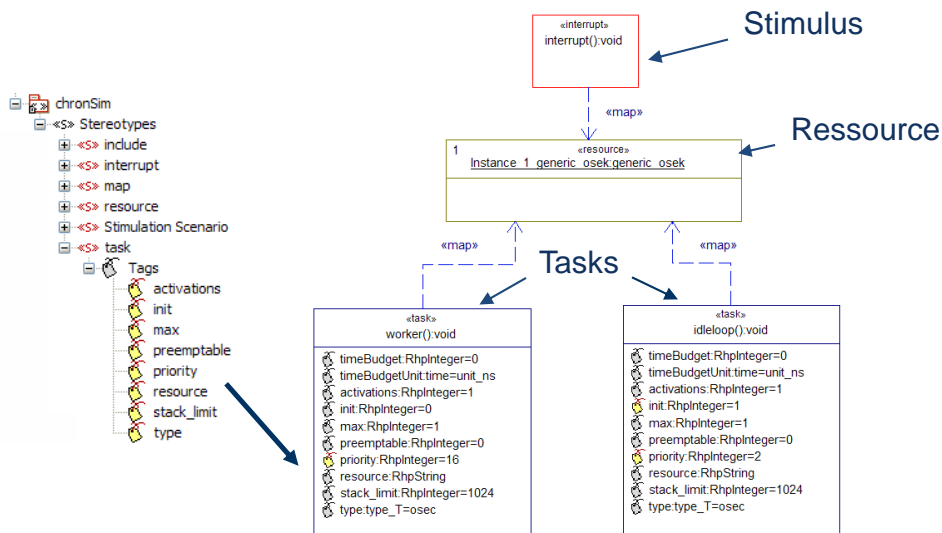 Stimulus
«interrupt»
interrupt():void
«map»
Ressource
1
«resource»
Instance_1_generic_osek:generic_osek
«map»
«map»
Tasks
chronSim
«S» Stereotypes
«S» include
«S» interrupt
«S» map
«S» resource
«S» Stimulation Scenario
«S» task
Tags
activations
init
max
preemptable
priority
resource
stack_limit
type
«task»
worker():void
timeBudget:RhpInteger=0
timeBudgetUnit:time=unit_ns
activations:RhpInteger=1
init:RhpInteger=0
max:RhpInteger=1
preemptable:RhpInteger=0
priority:RhpInteger=16
resource:RhpString
stack_limit:RhpInteger=1024
type:type_T=osec
«task»
idleloop():void
timeBudget:RhpInteger=0
timeBudgetUnit:time=unit_ns
activations:RhpInteger=1
init:RhpInteger=1
max:RhpInteger=1
preemptable:RhpInteger=0
priority:RhpInteger=2
resource:RhpString
stack_limit:RhpInteger=1024
type:type_T=osec